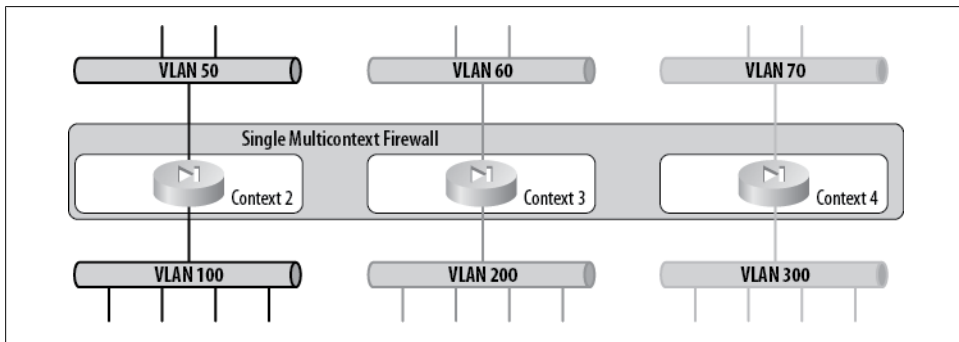 VLAN 50
VLAN 60
VLAN 70
Single Multicontext Firewall
Context 2
Context 3
Context 4
VLAN 100
VLAN 200
VLAN 300